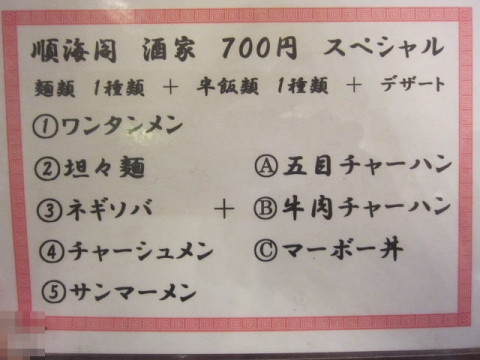 順海閣 酒家 700円 スペシャル
麺類 1種類 + 半飯類 1種類 + デザート
①ワンタンメン
②坦々麺 Ⓐ五目チャーハン
③ネギソバ + Ⓑ牛肉チャーハン
④チャーシュメン Ⓒマーボー丼
⑤サンマーメン